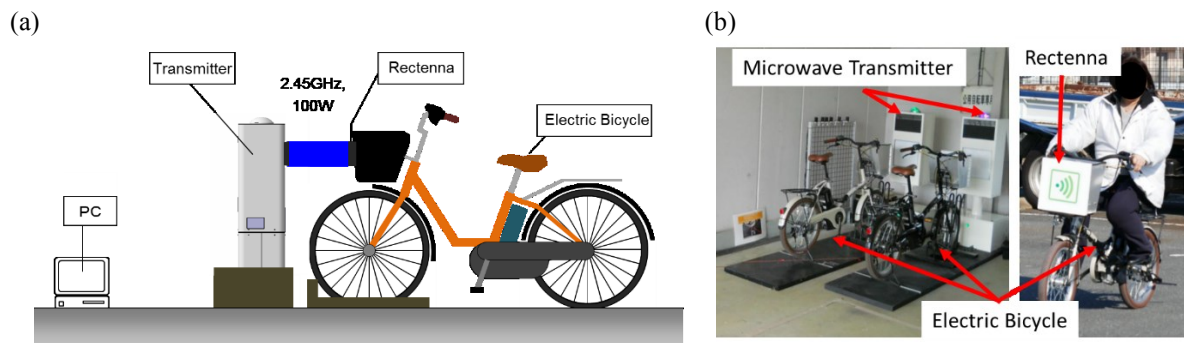 (a)
Transmitter
2.45GHz,
100W
Rectenna
Electric Bicycle
PC
(b)
Microwave Transmitter
Rectenna
Electric Bicycle